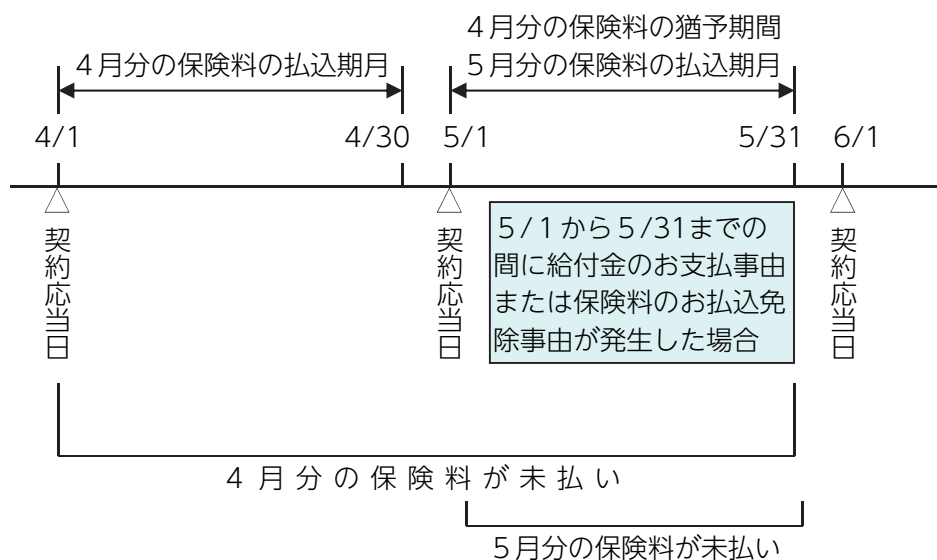 4月分の保険料の猶予期間
4月分の保険料の払込期月
5月分の保険料の払込期月
4/1
4/30
5/1
5/31
6/1
契約応当日
契約応当日
5/1から5/31までの
間に給付金のお支払事由
または保険料のお払込免
除事由が発生した場合
契約応当日
4月分の保険料が未払い
5月分の保険料が未払い